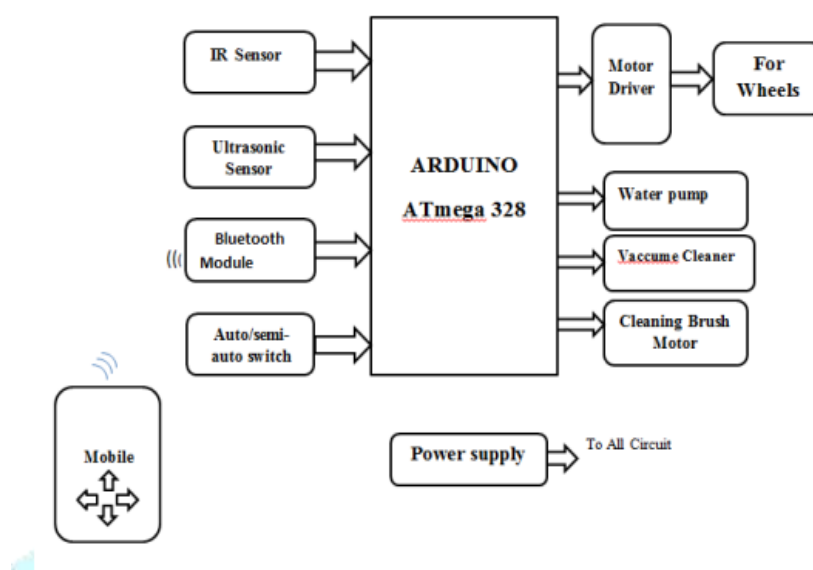 IR Sensor
Ultrasonic
Sensor
Bluetooth
Module
Auto/semi-
auto switch
Mobile
ARDUINO
ATmega 328
Motor
Driver
For
Wheels
Water pump
Vaccume Cleaner
Cleaning Brush
Motor
Power supply
To All Circuit